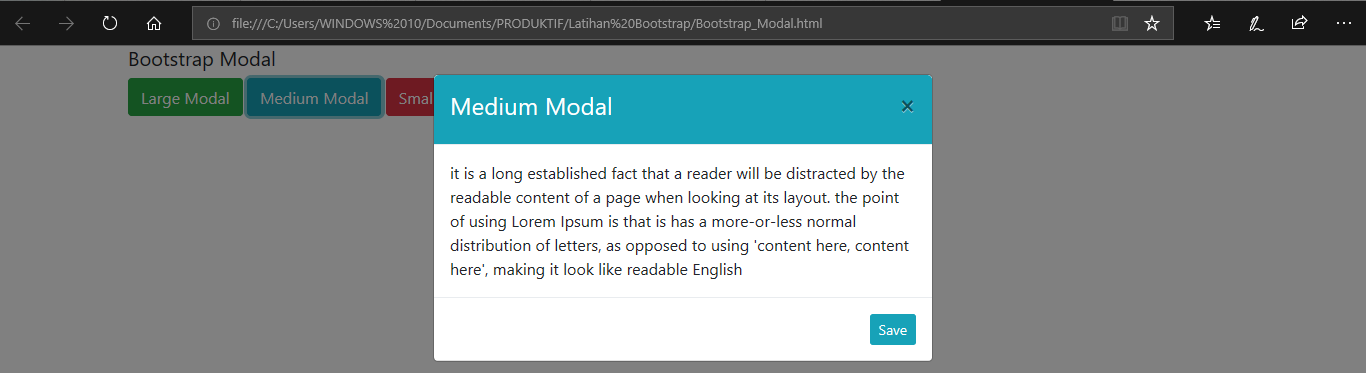 file:///C:/Users/WINDOWS%2010/Documents/PRODUKTIF/Latihan%20Bootstrap/Bootstrap_Modal.html
Bootstrap Modal
Large Modal Medium Modal Smal
Medium Modal ×
it is a long established fact that a reader will be distracted by the
readable content of a page when looking at its layout. the point
of using Lorem Ipsum is that is has a more-or-less normal
distribution of letters, as opposed to using 'content here, content
here', making it look like readable English
Save